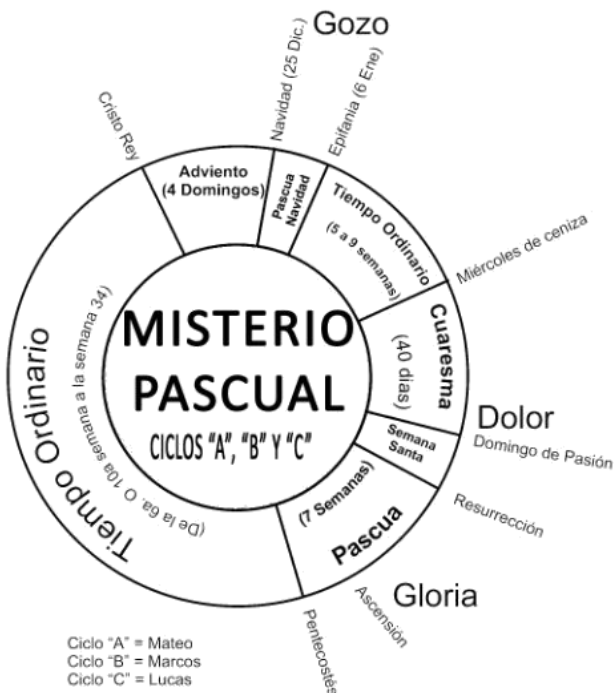 Gozo
Cristo Rey
Navidad (25 Dic.)
Epifania (6 Ene)
Adviento
(4 Domingos)
Pascua
Navidad
Tiempo Ordinario
(5 a 9 semanas)
Miércoles de ceniza
Cuaresma
(40 dias)
Dolor
Domingo de Pasión
Semana
Santa
Resurrección
Pascua
(7 Semanas)
Gloria
Ascensión
Pentecostés
Tiempo Ordinario
(De la 6a. O 10a semana a la semana 34)
MISTERIO
PASCUAL
CICLOS "A", "B" Y "C"
Ciclo "A" = Mateo
Ciclo "B" = Marcos
Ciclo "C" = Lucas